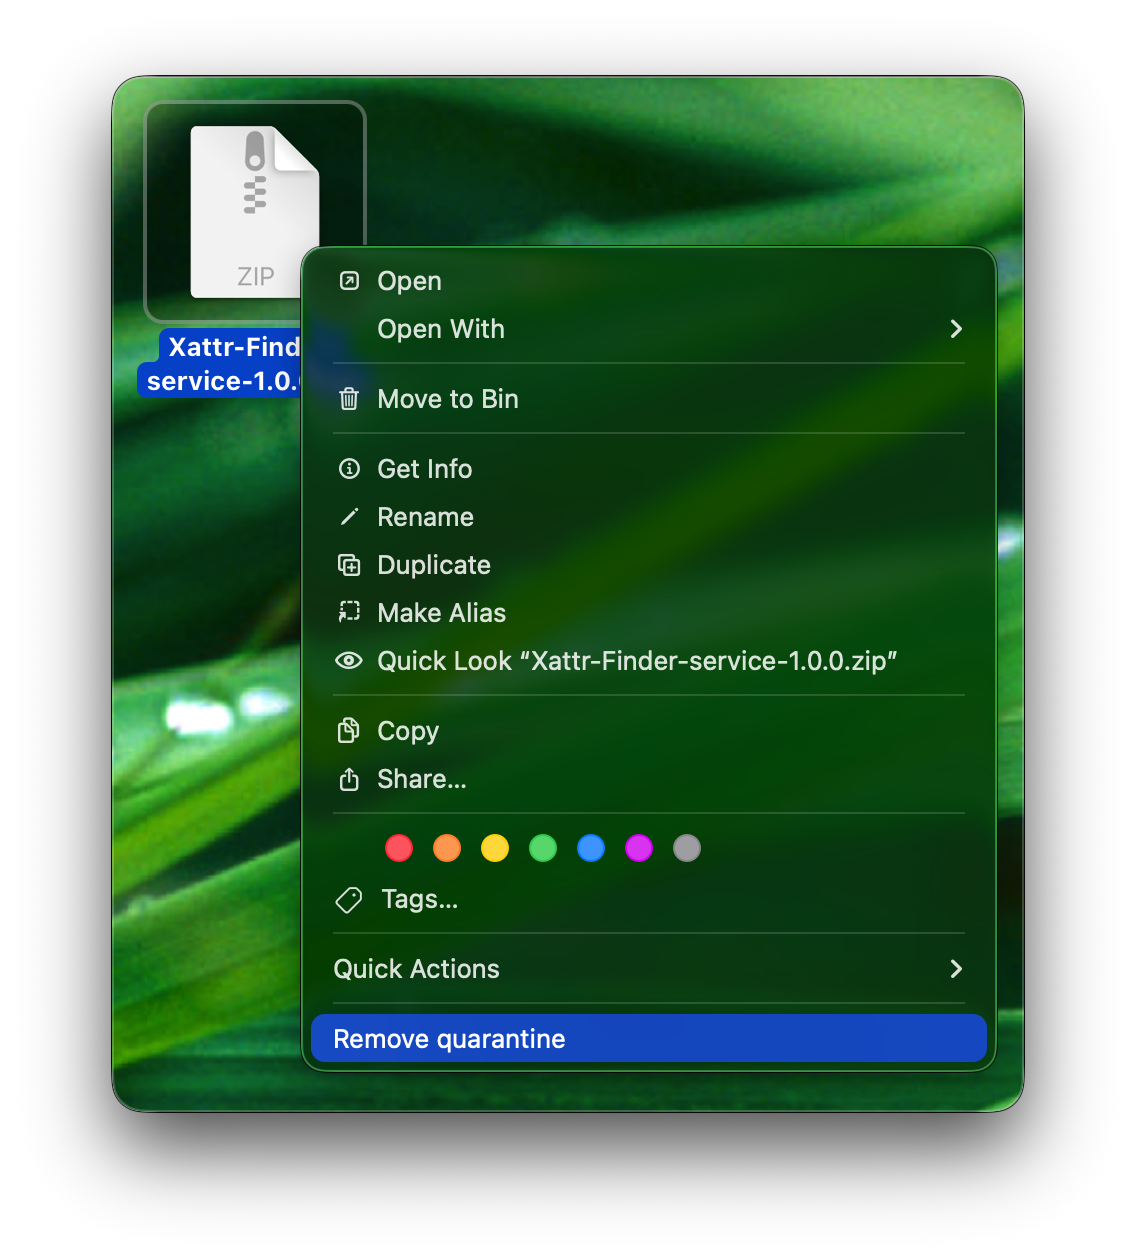 ZIP
Xattr-Find
service-1.0.
Open
Open With
Move to Bin
Get Info
Rename
Duplicate
Make Alias
Quick Look “Xattr-Finder-service-1.0.0.zip”
Copy
Share...
Tags...
Quick Actions
Remove quarantine